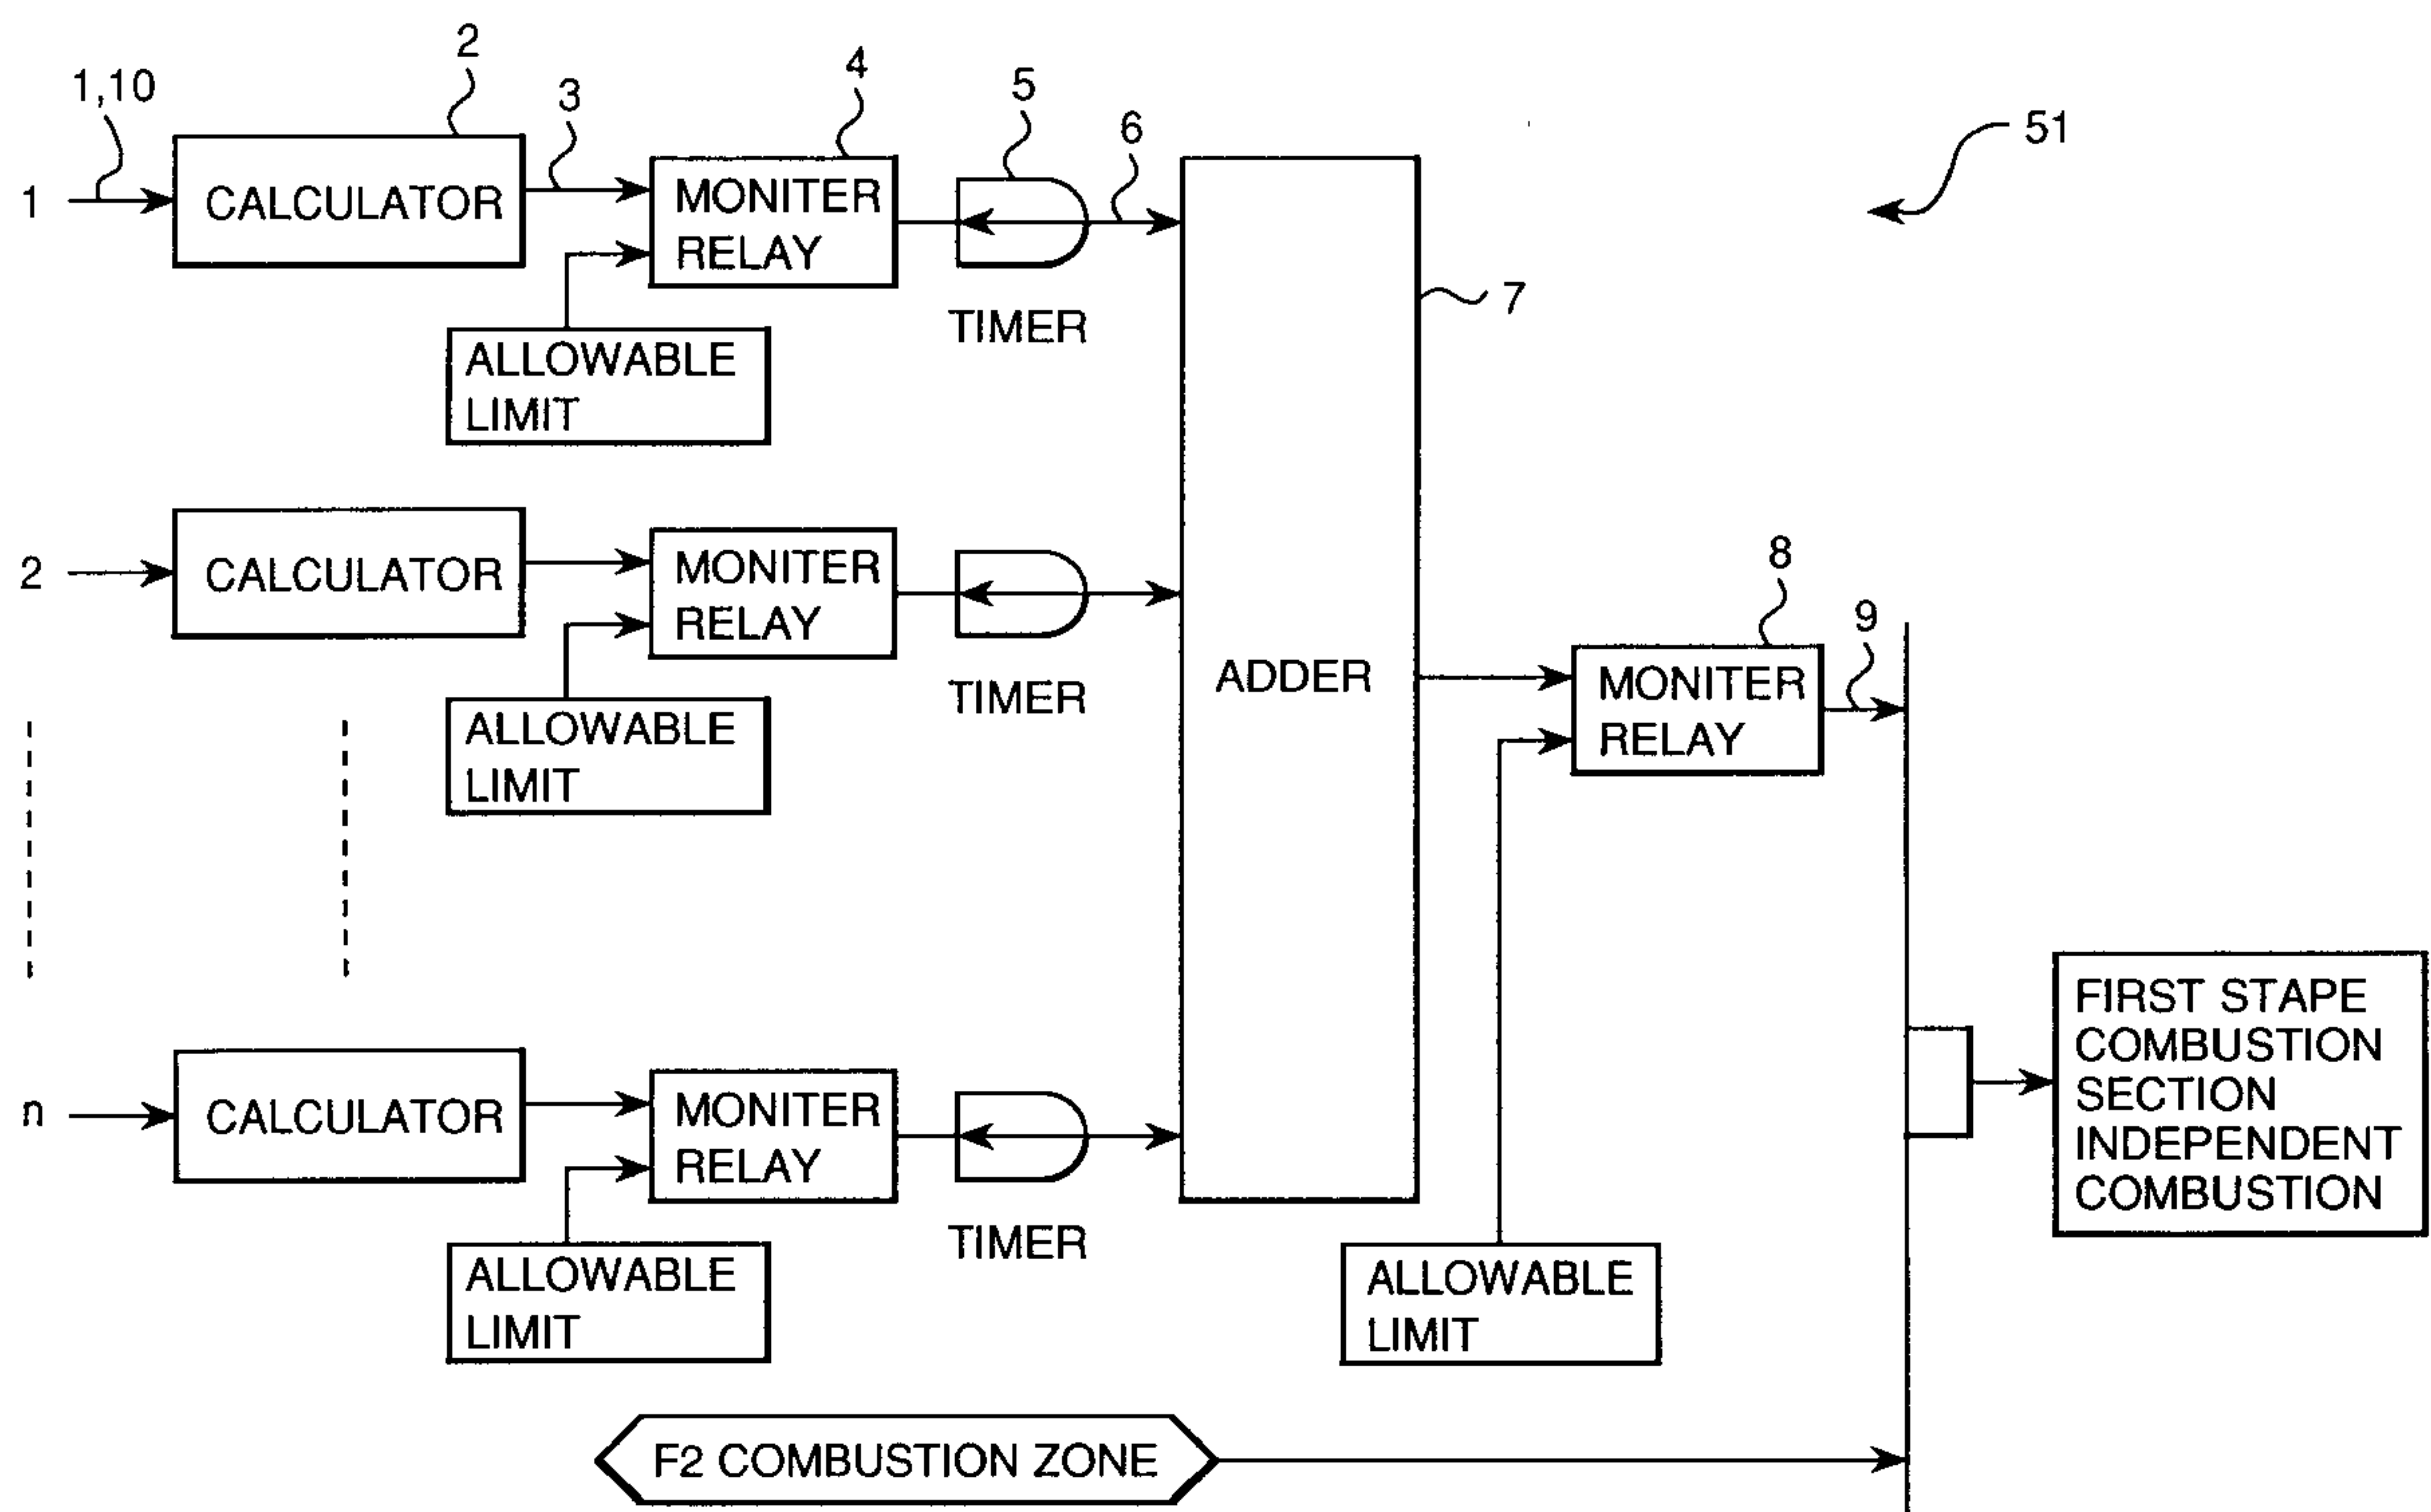 1,10
2
3
4
5
6
51
1
CALCULATOR
MONITER
RELAY
TIMER
ALLOWABLE
LIMIT
7
2
CALCULATOR
MONITER
RELAY
TIMER
ALLOWABLE
LIMIT
ADDER
8
9
MONITER
RELAY
n
CALCULATOR
MONITER
RELAY
TIMER
ALLOWABLE
LIMIT
ALLOWABLE
LIMIT
FIRST STAPE
COMBUSTION
SECTION
INDEPENDENT
COMBUSTION
F2 COMBUSTION ZONE